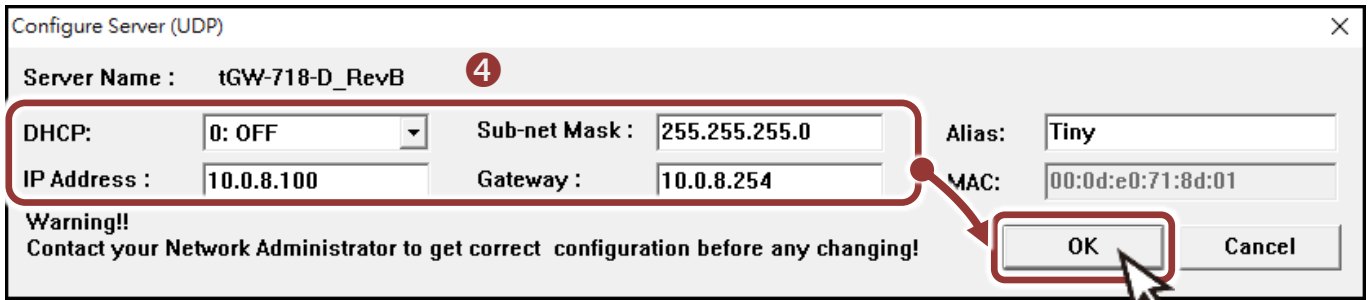 Configure Server (UDP)
Server Name : tGW-718-D_RevB 4
DHCP: 0: OFF Sub-net Mask : 255.255.255.0 Alias: Tiny
IP Address : 10.0.8.100 Gateway : 10.0.8.254 MAC: 00:0d:e0:71:8d:01
Warning!!
Contact your Network Administrator to get correct configuration before any changing!
OK Cancel